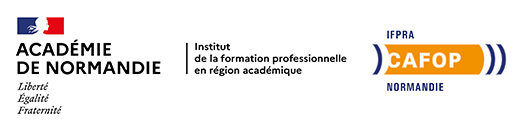 ACADÉMIE
DE NORMANDIE
Liberté
Égalité
Fraternité
Institut
de la formation professionnelle
en région académique
IFPRA
CAFOP
NORMANDIE